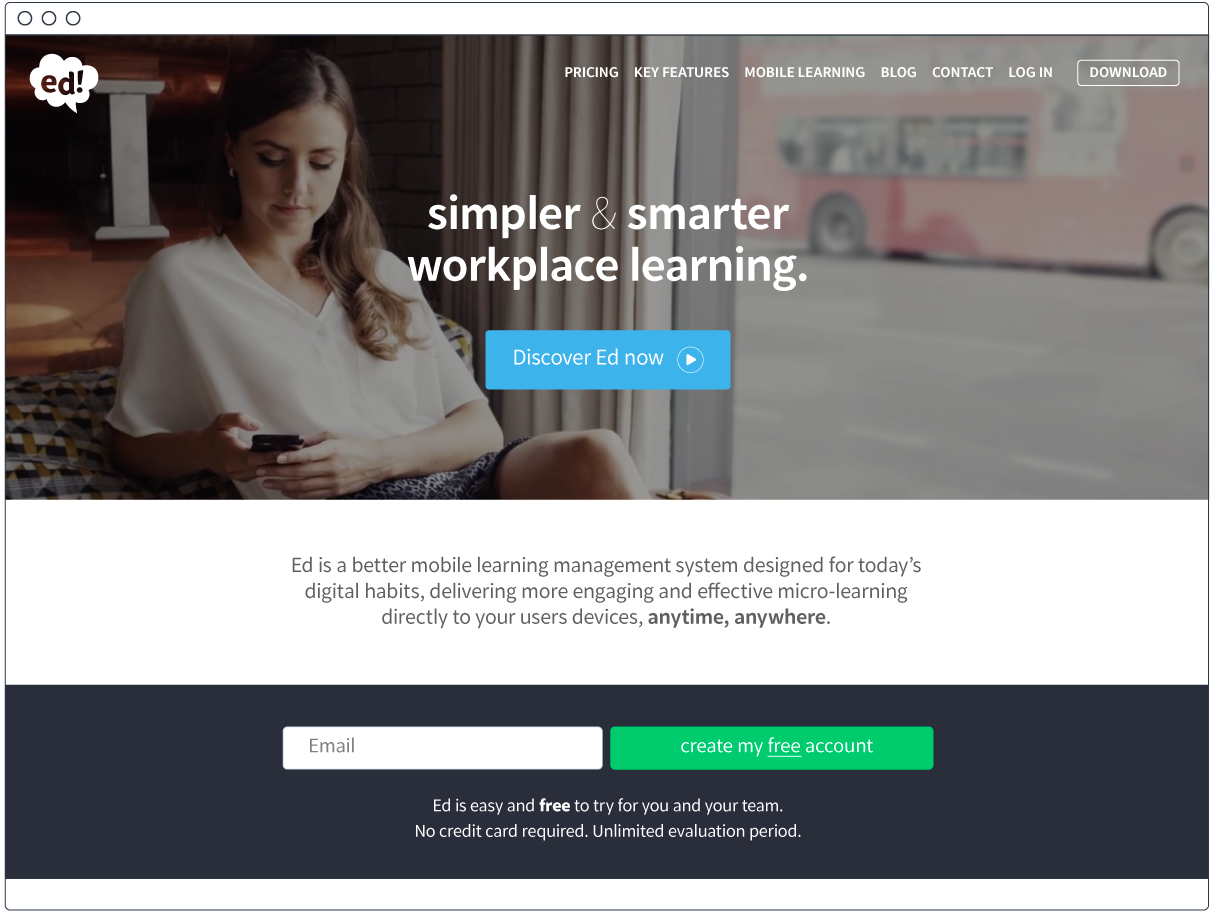 ed!
PRICING KEY FEATURES MOBILE LEARNING BLOG CONTACT LOG IN DOWNLOAD
simpler & smarter
workplace learning.
Discover Ed now
Ed is a better mobile learning management system designed for today’s
digital habits, delivering more engaging and effective micro-learning
directly to your users devices, anytime, anywhere.
Email create my free account
Ed is easy and free to try for you and your team.
No credit card required. Unlimited evaluation period.